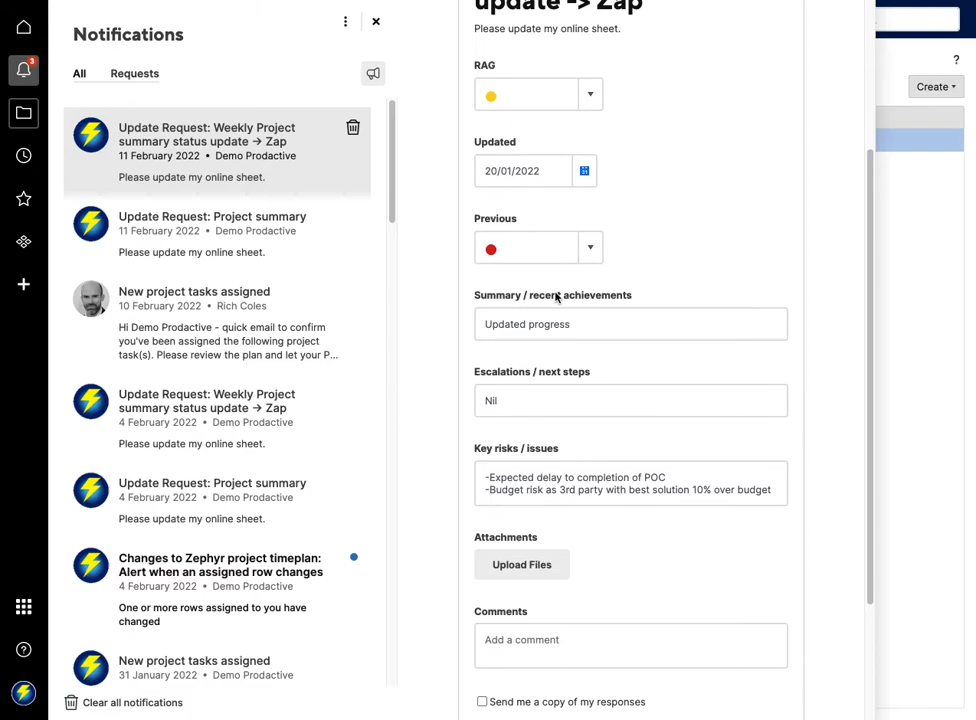 Notifications
All
Requests
3
Update Request: Weekly Project
summary status update → Zap
11 February 2022 • Demo Prodactive
Please update my online sheet.
Update Request: Project summary
11 February 2022 • Demo Prodactive
Please update my online sheet.
New project tasks assigned
10 February 2022 • Rich Coles
Hi Demo Prodactive - quick email to confirm
you've been assigned the following project
task(s). Please review the plan and let your P...
Update Request: Weekly Project
summary status update → Zap
4 February 2022 • Demo Prodactive
Please update my online sheet.
Update Request: Project summary
4 February 2022 • Demo Prodactive
Please update my online sheet.
Changes to Zephyr project timeplan:
Alert when an assigned row changes
4 February 2022 • Demo Prodactive
One or more rows assigned to you have
changed
New project tasks assigned
31 January 2022 • Demo Prodactive
Clear all notifications
update -> Zap
Please update my online sheet.
RAG
Updated
20/01/2022
Previous
Summary / recent achievements
Updated progress
Escalations / next steps
Nil
Key risks / issues
-Expected delay to completion of POC
-Budget risk as 3rd party with best solution 10% over budget
Attachments
Upload Files
Comments
Add a comment
Send me a copy of my responses
?
Create